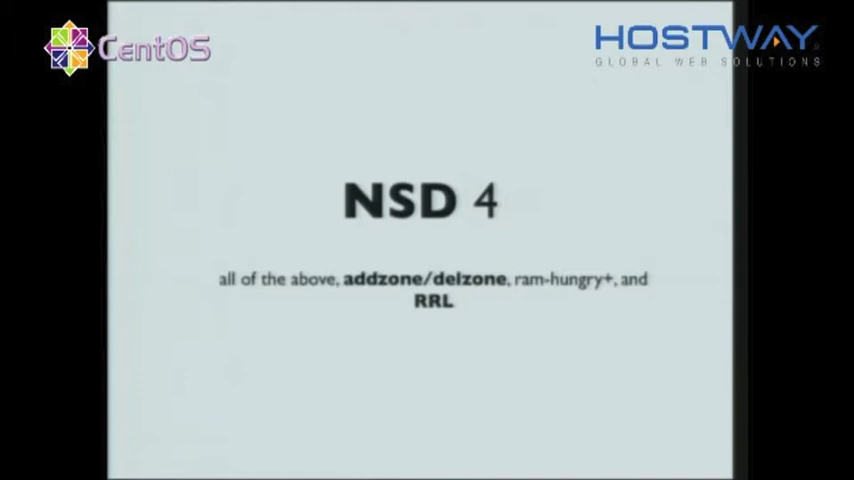 CentOS
HOSTWAY
GLOBAL WEB SOLUTIONS
NSD 4
all of the above, addzone/delzone, ram-hungry+, and
RRL